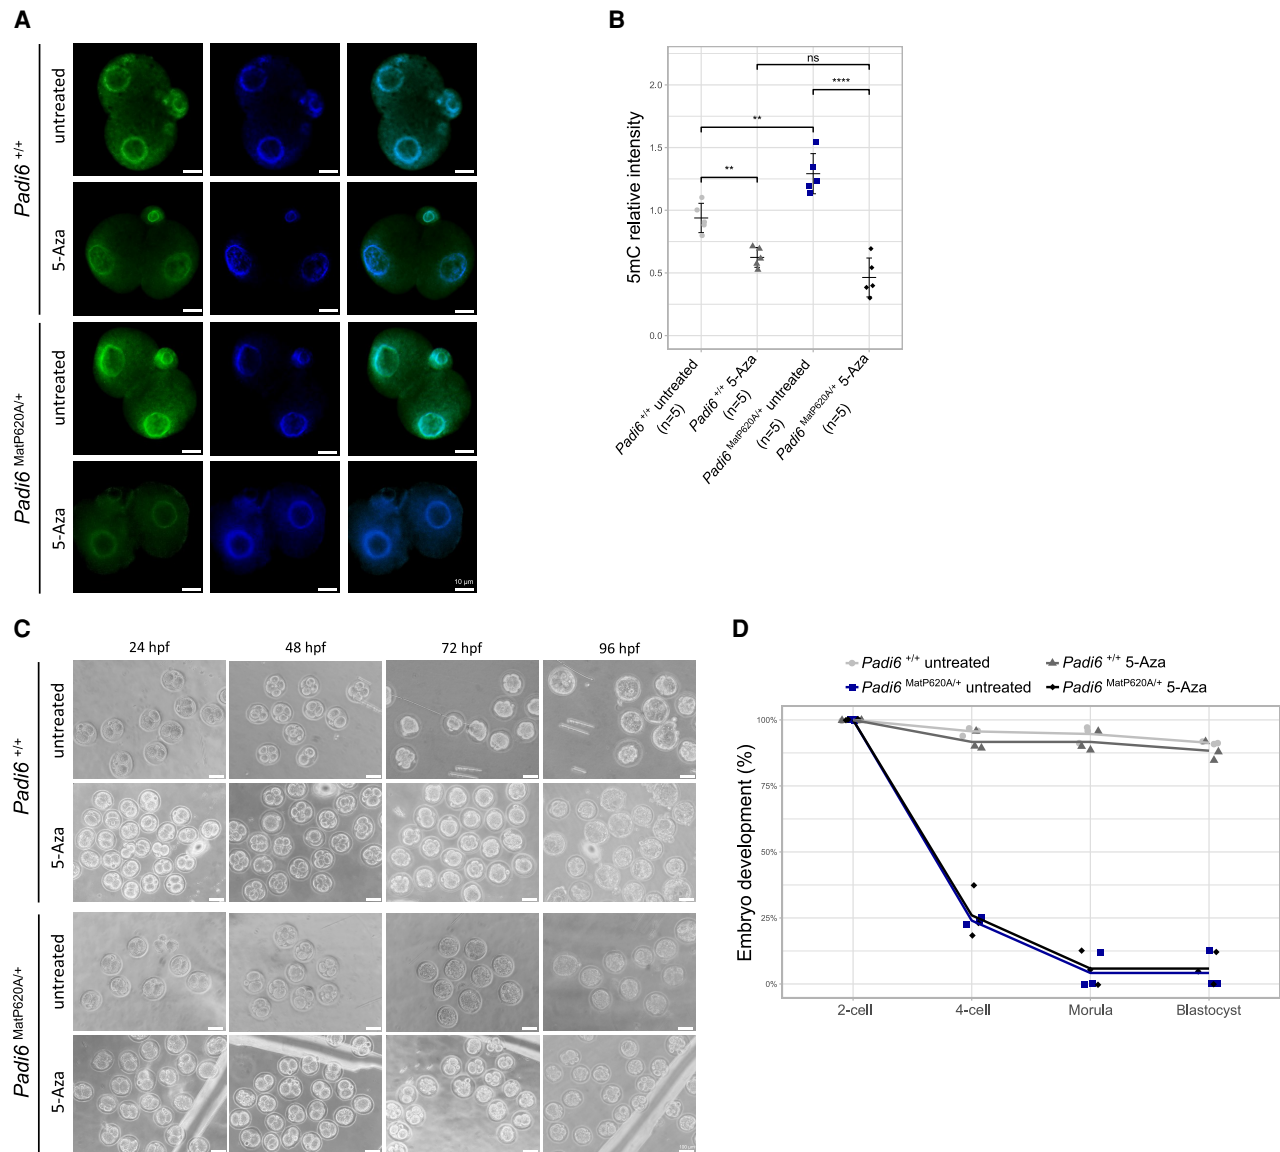 A
Padi6 +/+
untreated
5-Aza
Padi6 MatP620A/+
untreated
5-Aza
10 µm
B
5mC relative intensity
2.0
1.5
1.0
0.5
0.0
ns
****
**
**
Padi6 +/+ untreated
(n=5)
Padi6 +/+ 5-Aza
(n=5)
Padi6 MatP620A/+ untreated
(n=5)
Padi6 MatP620A/+ 5-Aza
(n=5)
C
24 hpf 48 hpf 72 hpf 96 hpf
Padi6 +/+
untreated
5-Aza
Padi6 MatP620A/+
untreated
5-Aza
D
Padi6 +/+ untreated Padi6 +/+ 5-Aza
Padi6 MatP620A/+ untreated Padi6 MatP620A/+ 5-Aza
Embryo development (%)
100%
75%
50%
25%
0%
2-cell 4-cell Morula Blastocyst